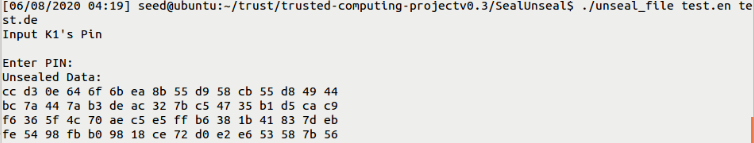 [06/08/2020 04:19] seed@ubuntu:~/trust/trusted-computing-projectv0.3/SealUnseal$ ./unseal_file test.en te
st.de
Input K1's Pin

Enter PIN:
Unsealed Data:
cc d3 0e 64 6f 6b ea 8b 55 d9 58 cb 55 d8 49 44
bc 7a 44 7a b3 de ac 32 7b c5 47 35 b1 d5 ca c9
f6 36 5f 4c 70 ae c5 e5 ff b6 38 1b 41 83 7d eb
fe 54 98 fb b0 98 18 ce 72 d0 e2 e6 53 58 7b 56